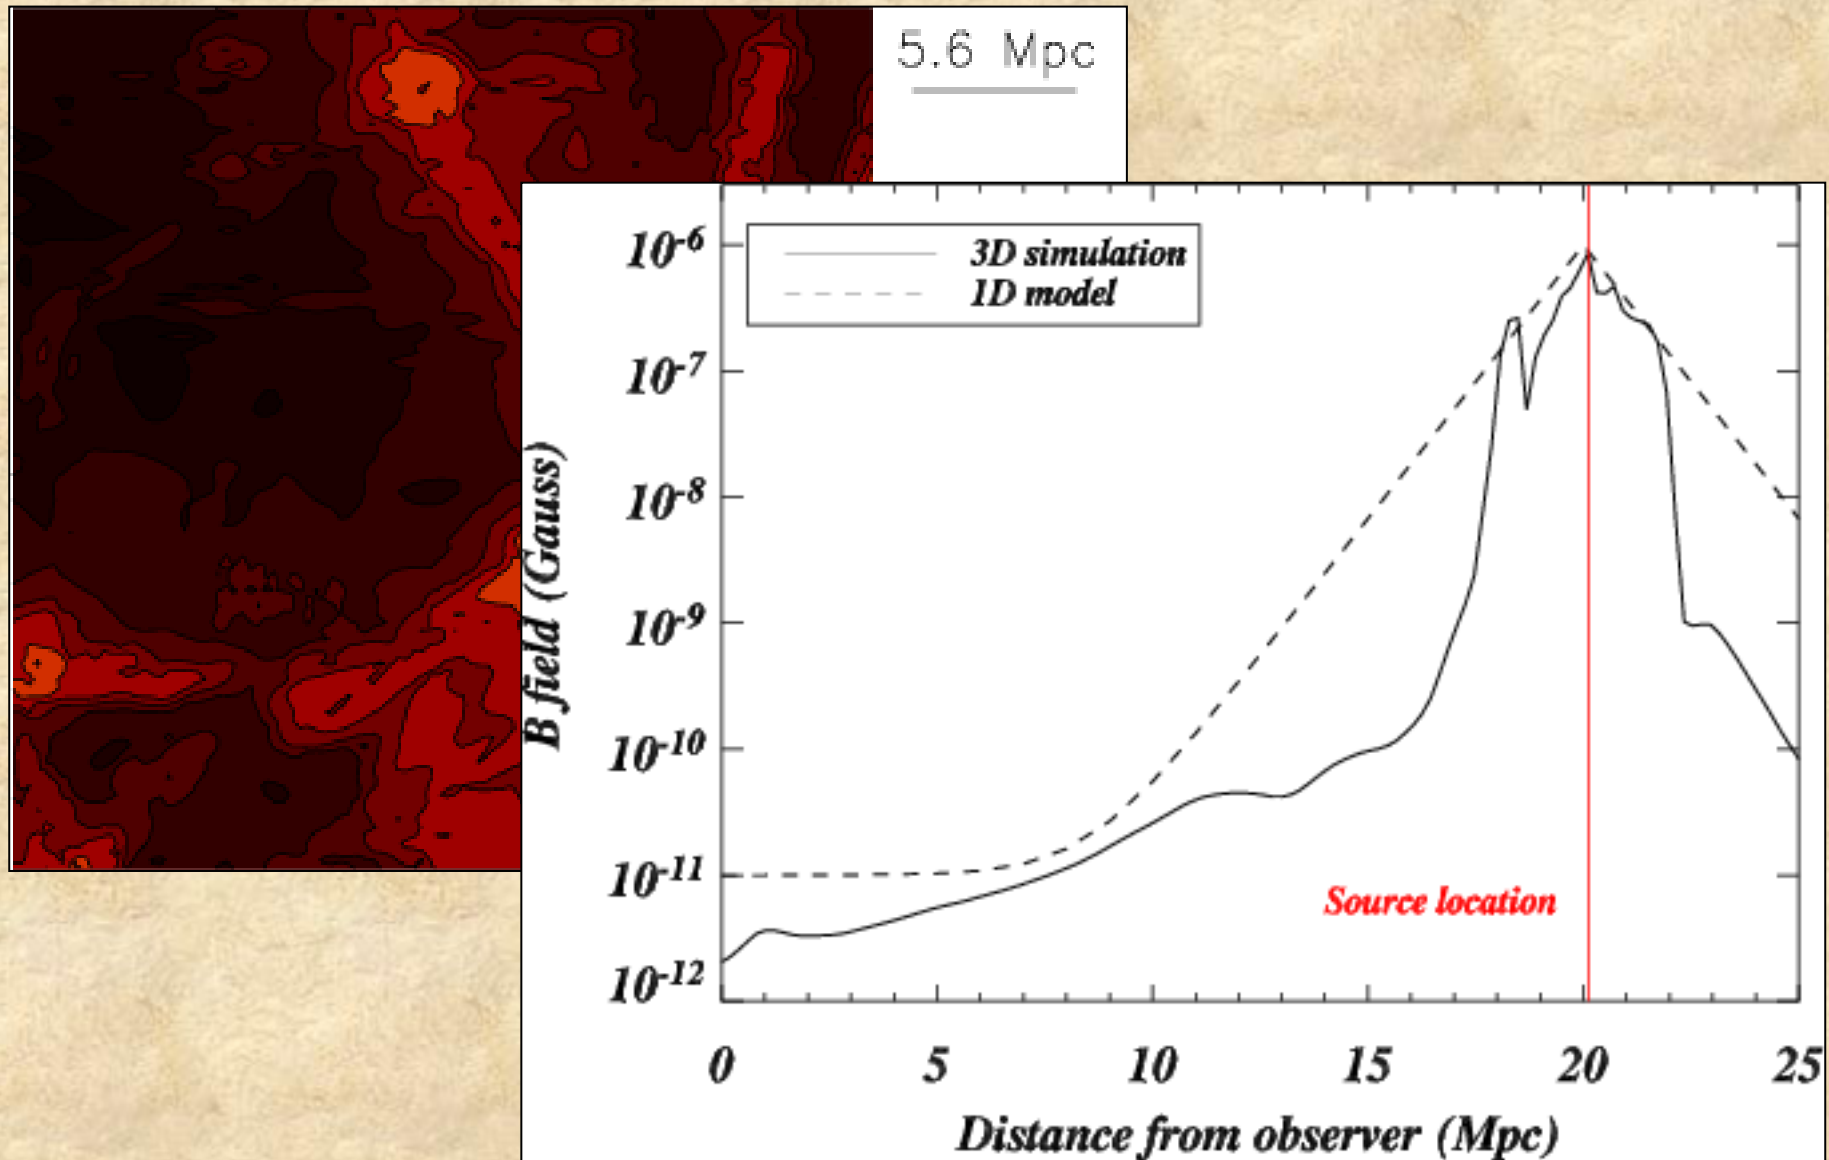 5.6 Mpc
3D simulation
1D model
10-6
10-7
10-8
10-9
10-10
10-11
10-12
B field (Gauss)
Source location
0 5 10 15 20 25
Distance from observer (Mpc)